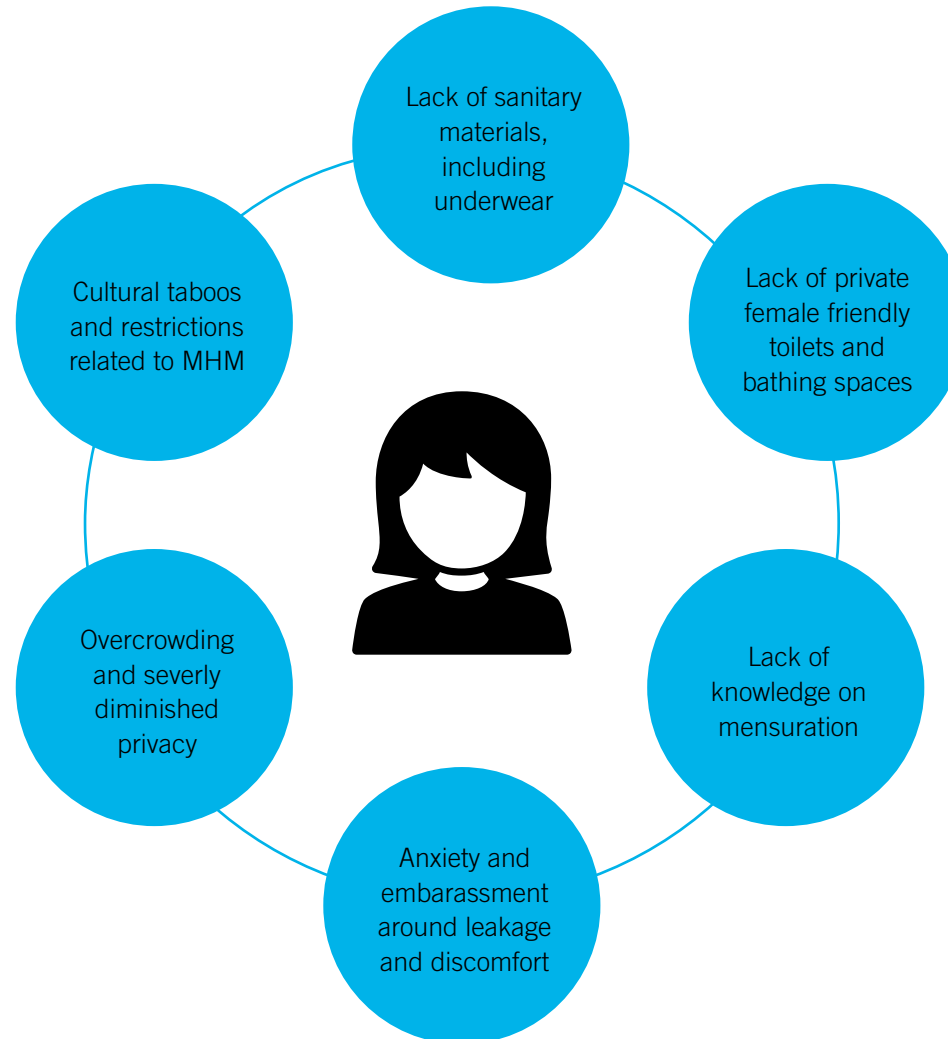 Lack of sanitary
materials,
including
underwear
Lack of private
female friendly
toilets and
bathing spaces
Lack of
knowledge on
mensuration
Anxiety and
embarassment
around leakage
and discomfort
Overcrowding
and severly
diminished
privacy
Cultural taboos
and restrictions
related to MHM